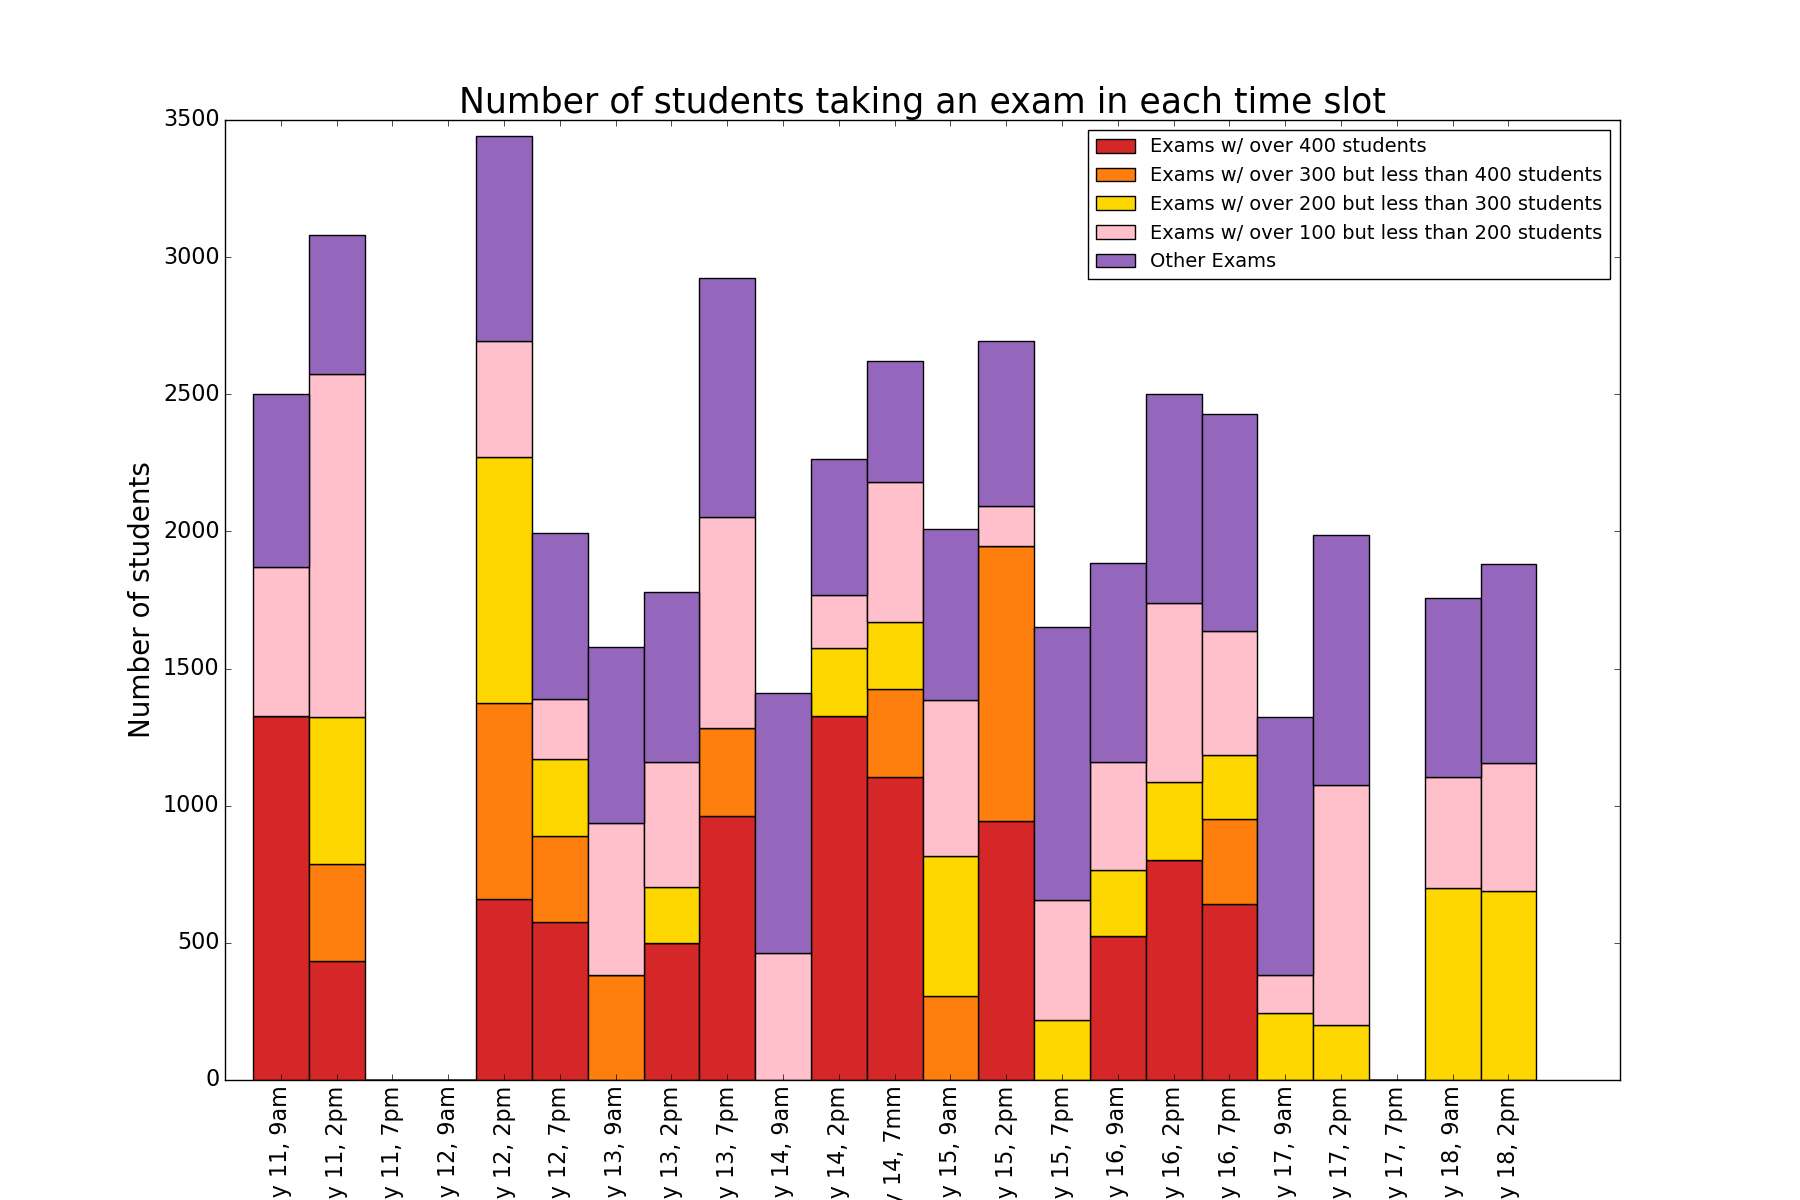 Number of students taking an exam in each time slot
Exams w/ over 400 students
Exams w/ over 300 but less than 400 students
Exams w/ over 200 but less than 300 students
Exams w/ over 100 but less than 200 students
Other Exams
Number of students
3500
3000
2500
2000
1500
1000
500
0
y 11, 9am
y 11, 2pm
y 11, 7pm
y 12, 9am
y 12, 2pm
y 12, 7pm
y 13, 9am
y 13, 2pm
y 13, 7pm
y 14, 9am
y 14, 2pm
y 14, 7mm
y 15, 9am
y 15, 2pm
y 15, 7pm
y 16, 9am
y 16, 2pm
y 16, 7pm
y 17, 9am
y 17, 2pm
y 17, 7pm
y 18, 9am
y 18, 2pm